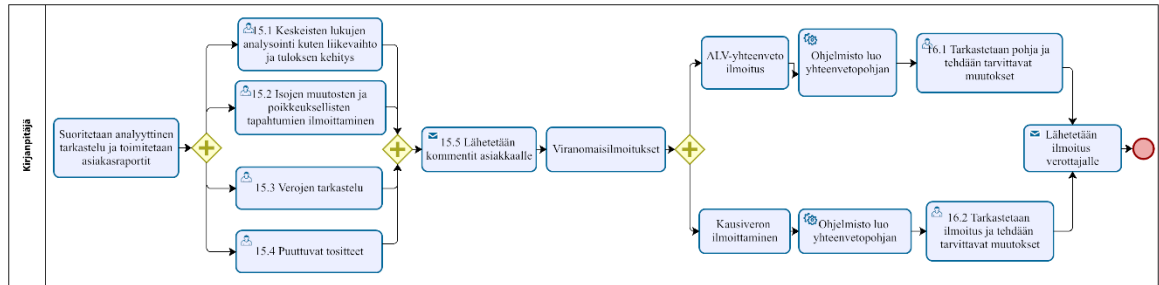 Kirjanpitäjä
Suoritetaan analyyttinen
tarkastelu ja toimitetaan
asiakasraportit
15.1 Keskeisten lukujen
analysointi kuten liikevaihto
ja tuloksen kehitys
15.2 Isojen muutosten ja
poikkeuksellisten
tapahtumien ilmoittaminen
15.3 Verojen tarkastelu
15.4 Puuttuvat tositteet
15.5 Lähetetään
kommentit asiakkaalle
Viranomaisilmoitukset
ALV-yhteenveto
ilmoitus
Ohjelmisto luo
yhteenvetopohjan
16.1 Tarkastetaan pohja ja
tehdään tarvittavat
muutokset
Kausiveron
ilmoittaminen
Ohjelmisto luo
yhteenvetopohjan
16.2 Tarkastetaan
ilmoitus ja tehdään
tarvittavat muutokset
Lähetetään
ilmoitus
verottajalle